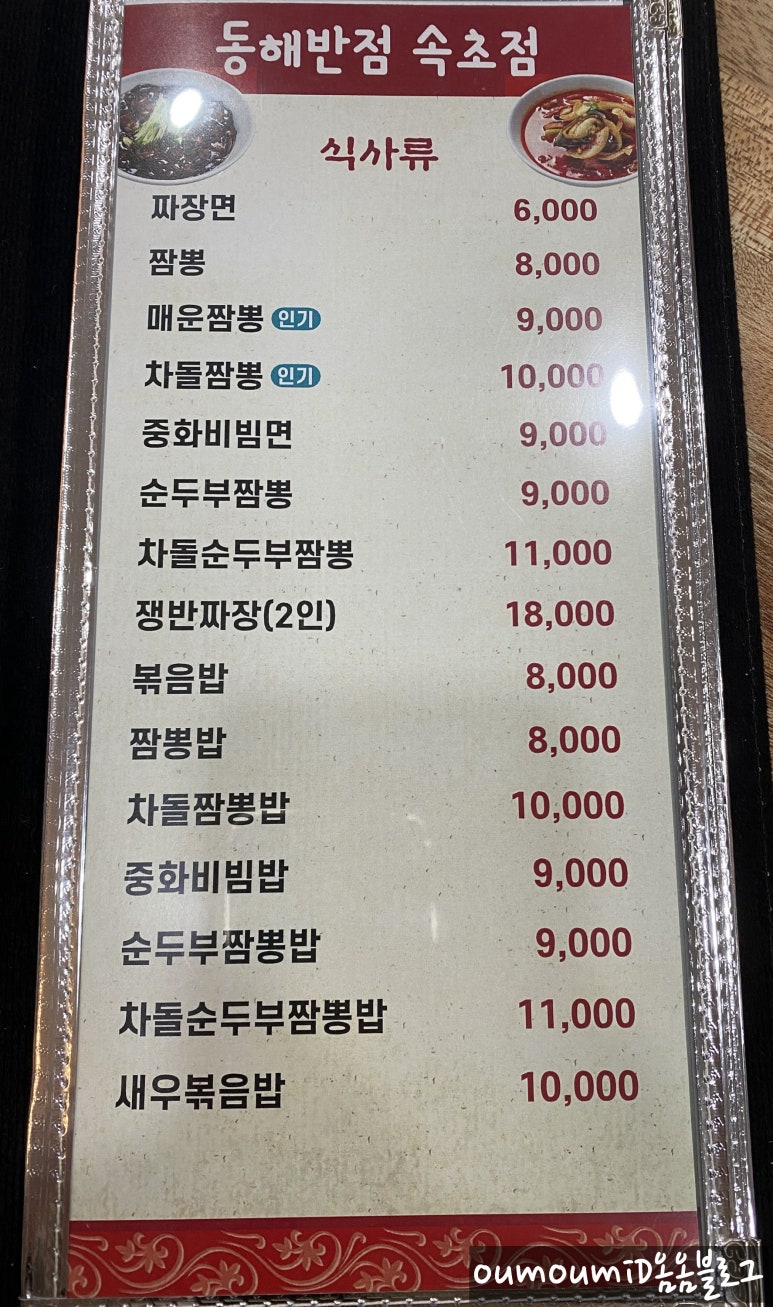 동해반점 속초점
식사류
짜장면 6,000
짬뽕 8,000
매운짬뽕 인기 9,000
차돌짬뽕 인기 10,000
중화비빔면 9,000
순두부짬뽕 9,000
차돌순두부짬뽕 11,000
쟁반짜장(2인) 18,000
볶음밥 8,000
짬뽕밥 8,000
차돌짬뽕밥 10,000
중화비빔밥 9,000
순두부짬뽕밥 9,000
차돌순두부짬뽕밥 11,000
새우볶음밥 10,000
oumoumiD옴옴블로그